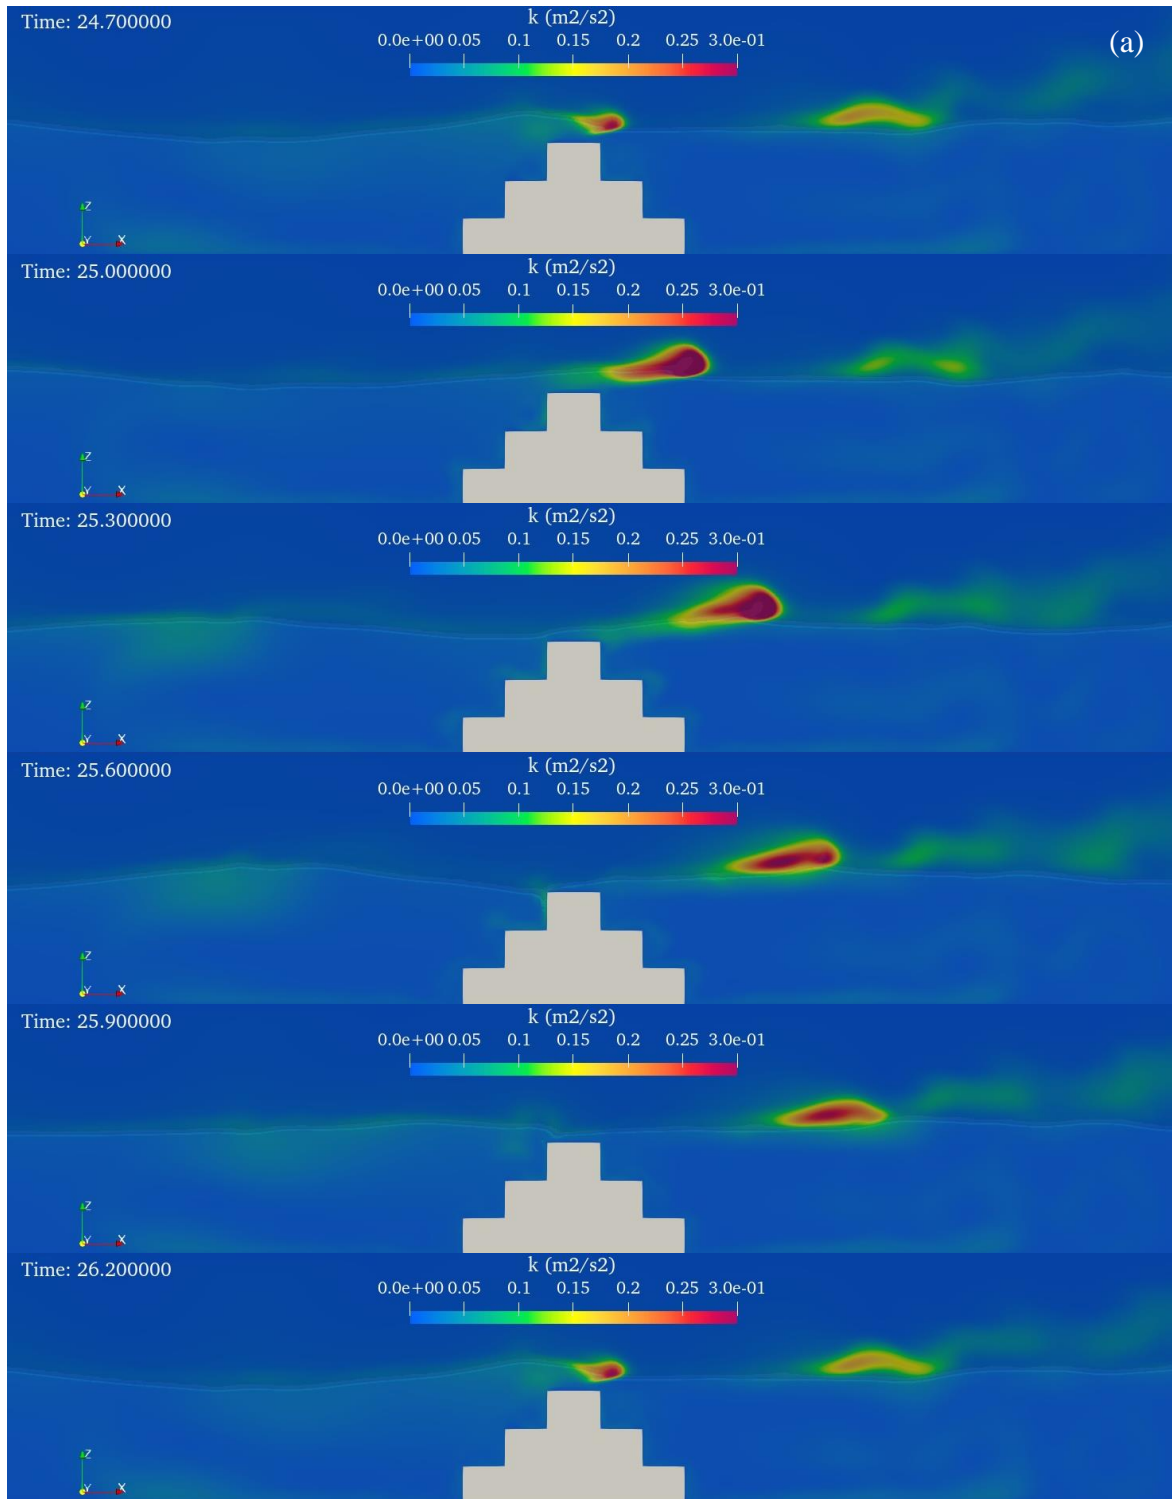 Time: 24.700000
k (m2/s2)
(a)
0.0e+00 0.05 0.1 0.15 0.2 0.25 3.0e-01
Z
Y X
Time: 25.000000
k (m2/s2)
0.0e+00 0.05 0.1 0.15 0.2 0.25 3.0e-01
Z
Y X
Time: 25.300000
k (m2/s2)
0.0e+00 0.05 0.1 0.15 0.2 0.25 3.0e-01
Z
Y X
Time: 25.600000
k (m2/s2)
0.0e+00 0.05 0.1 0.15 0.2 0.25 3.0e-01
Z
Y X
Time: 25.900000
k (m2/s2)
0.0e+00 0.05 0.1 0.15 0.2 0.25 3.0e-01
Z
Y X
Time: 26.200000
k (m2/s2)
0.0e+00 0.05 0.1 0.15 0.2 0.25 3.0e-01
Z
Y X